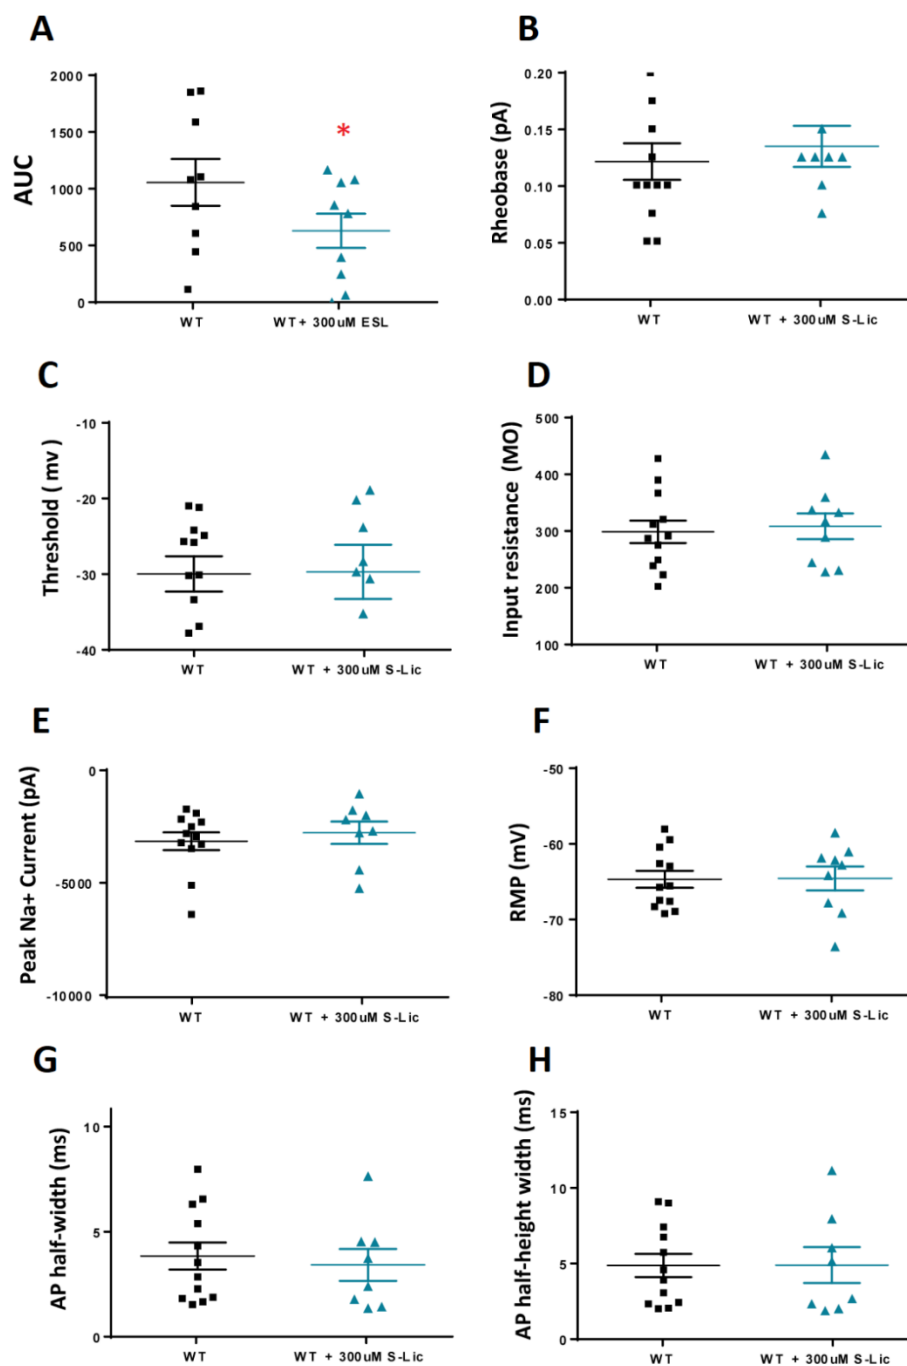 A
AUC
2000
1500
1000
500
0
*
WT
WT + 300uM ESL
B
Rheobase (pA)
0.20
0.15
0.10
0.05
0.00
WT
WT + 300uM S-Lic
C
Threshold ( mv )
-10
-20
-30
-40
WT
WT + 300uM S-Lic
D
Input resistance (MO)
500
400
300
200
100
WT
WT + 300uM S-Lic
E
Peak Na+ Current (pA)
0
-5000
-10000
WT
WT + 300uM S-Lic
F
RMP (mV)
-50
-60
-70
-80
WT
WT + 300uM S-Lic
G
AP half-width (ms)
10
5
0
WT
WT + 300uM S-Lic
H
AP half-height width (ms)
15
10
5
0
WT
WT + 300uM S-Lic